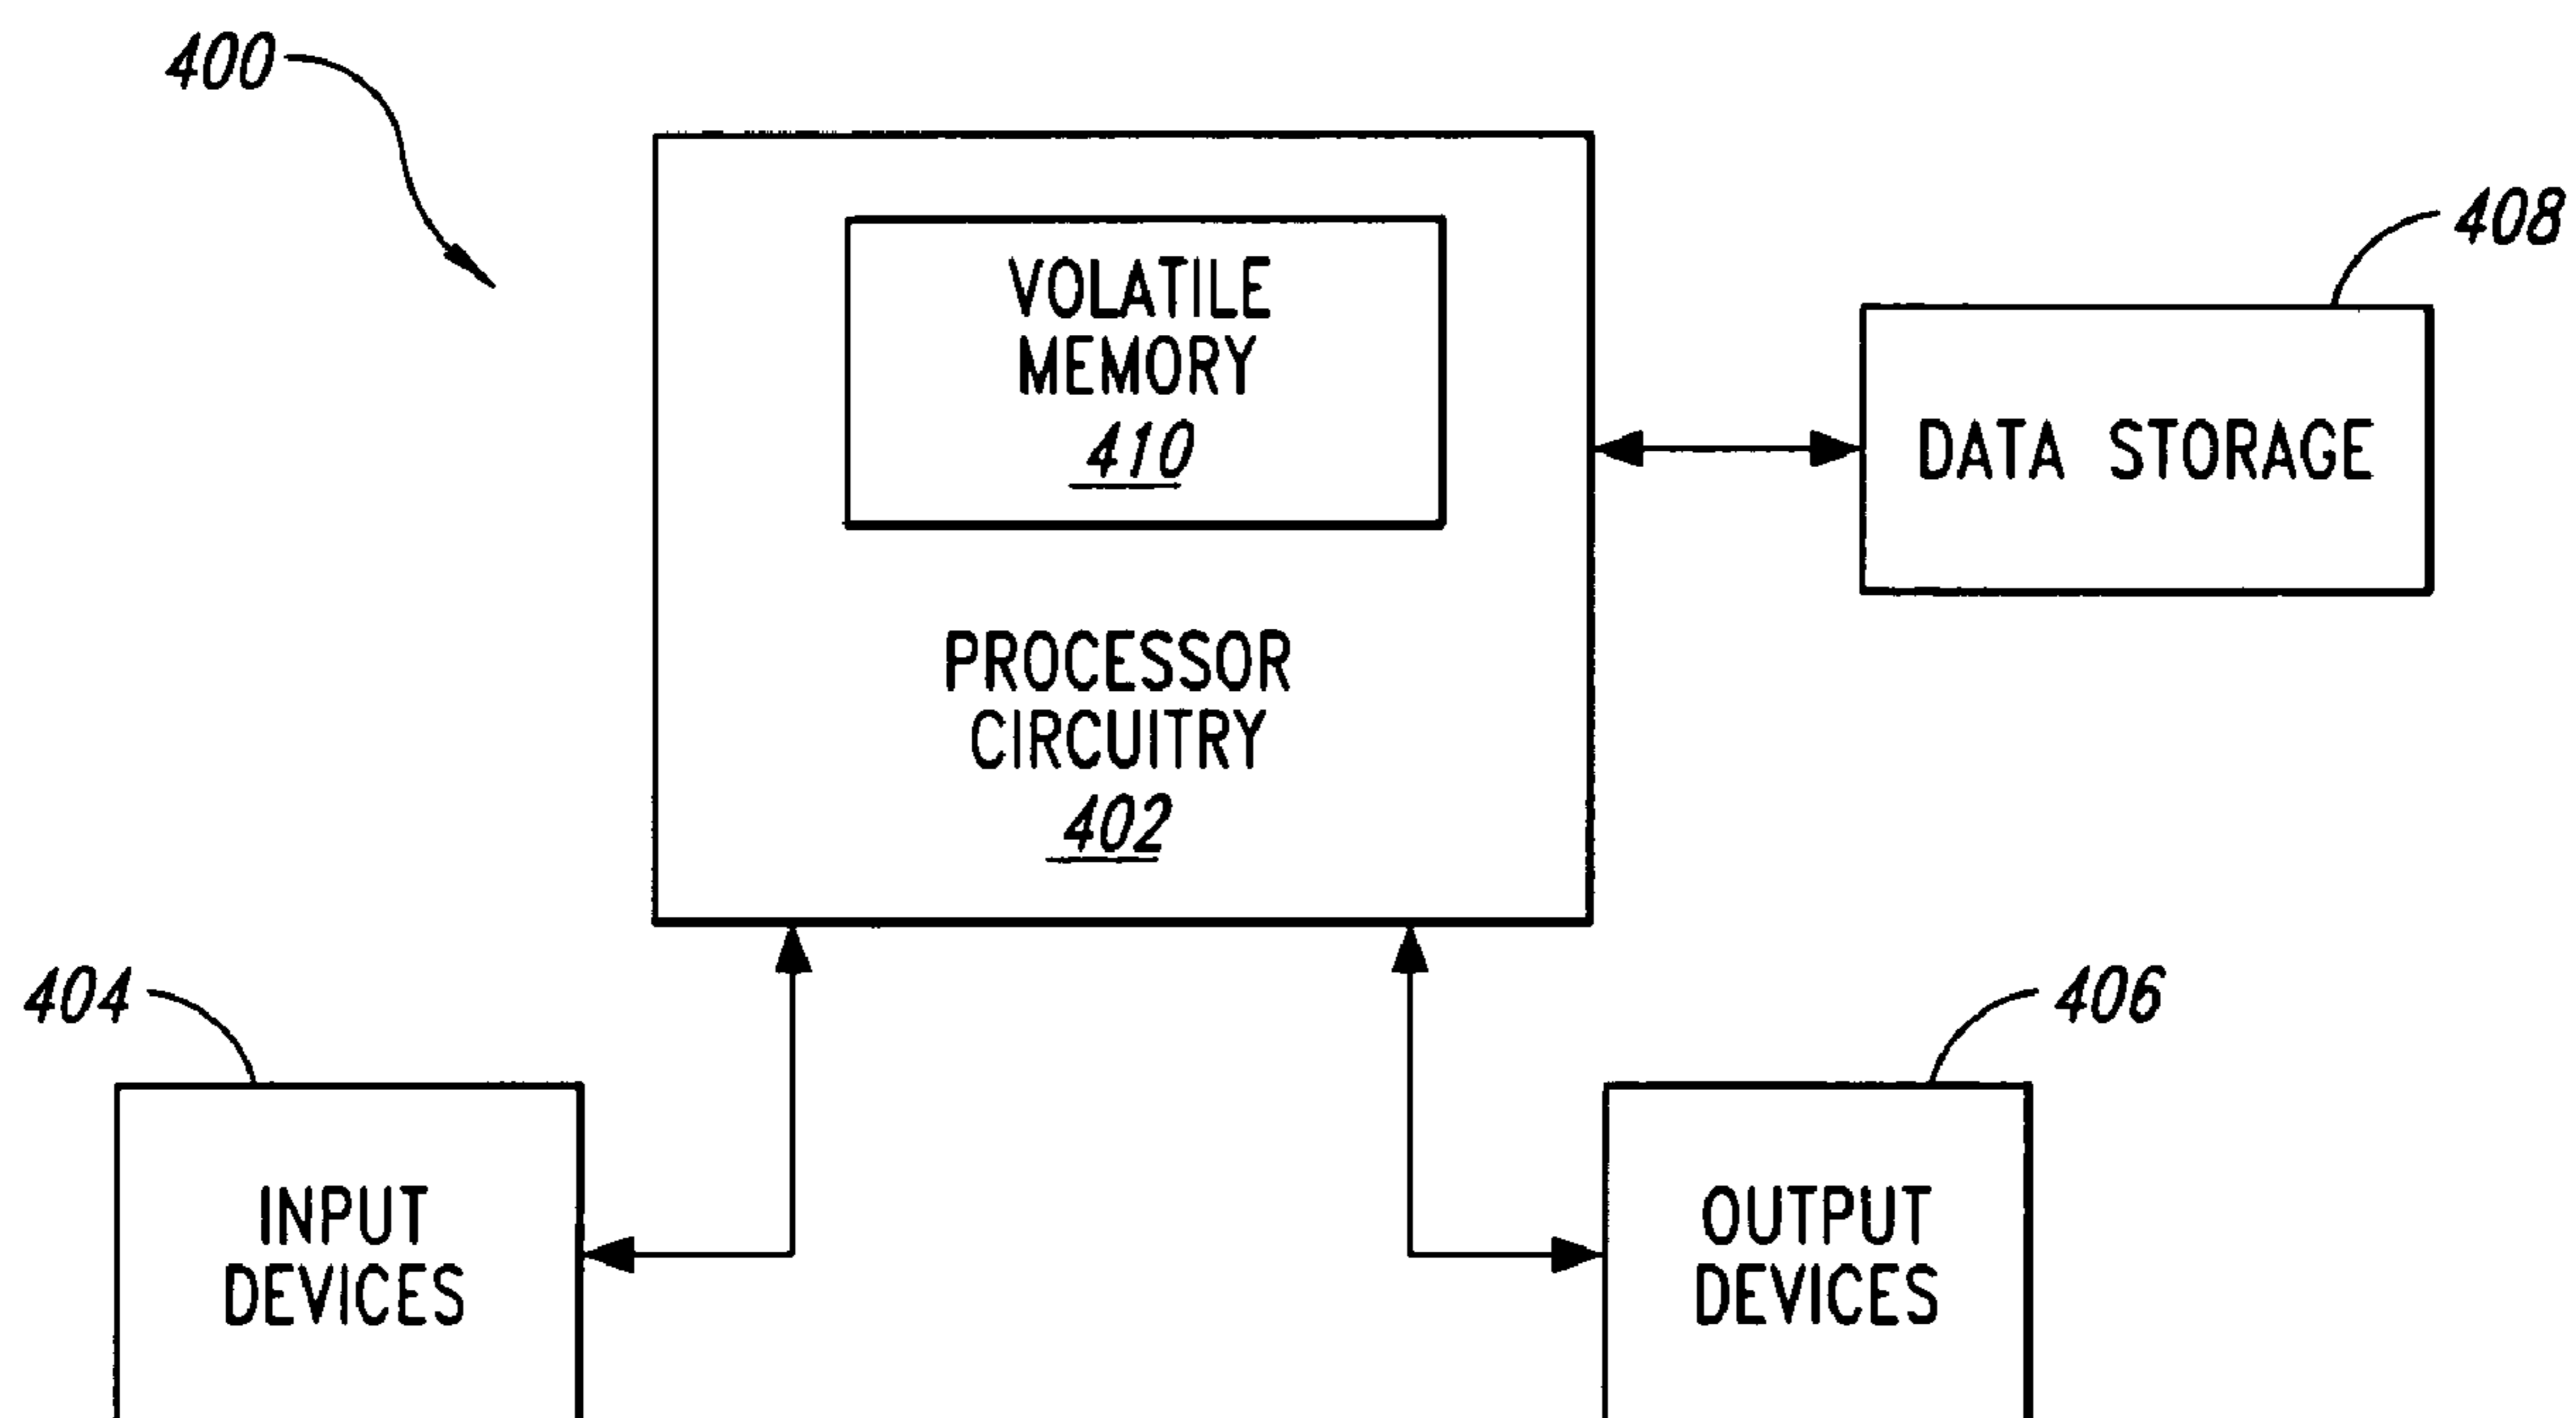 400
VOLATILE
MEMORY
410
408
DATA STORAGE
PROCESSOR
CIRCUITRY
402
404
406
INPUT
DEVICES
OUTPUT
DEVICES